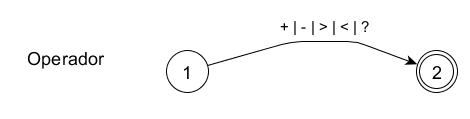 + | - | > | < | ?
Operador
1
2